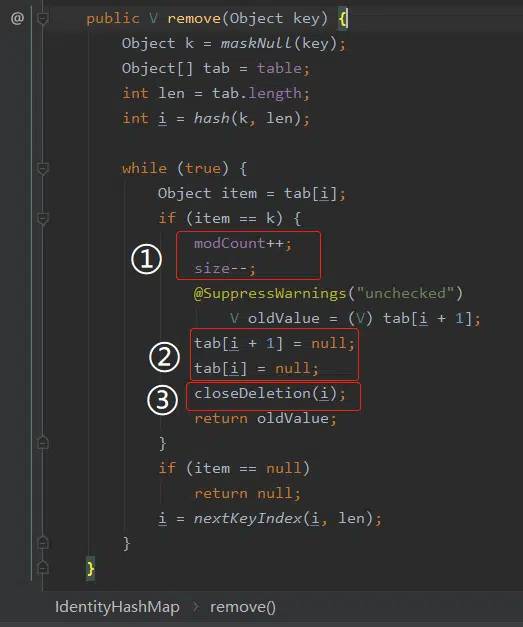 @ public V remove(Object key) {
Object k = maskNull(key);
Object[] tab = table;
int len = tab.length;
int i = hash(k, len);
while (true) {
Object item = tab[i];
if (item == k) {
① modCount++;
size--;
@SuppressWarnings("unchecked")
V oldValue = (V) tab[i + 1];
② tab[i + 1] = null;
tab[i] = null;
③ closeDeletion(i);
return oldValue;
}
if (item == null)
return null;
i = nextKeyIndex(i, len);
}
}
IdentityHashMap › remove()